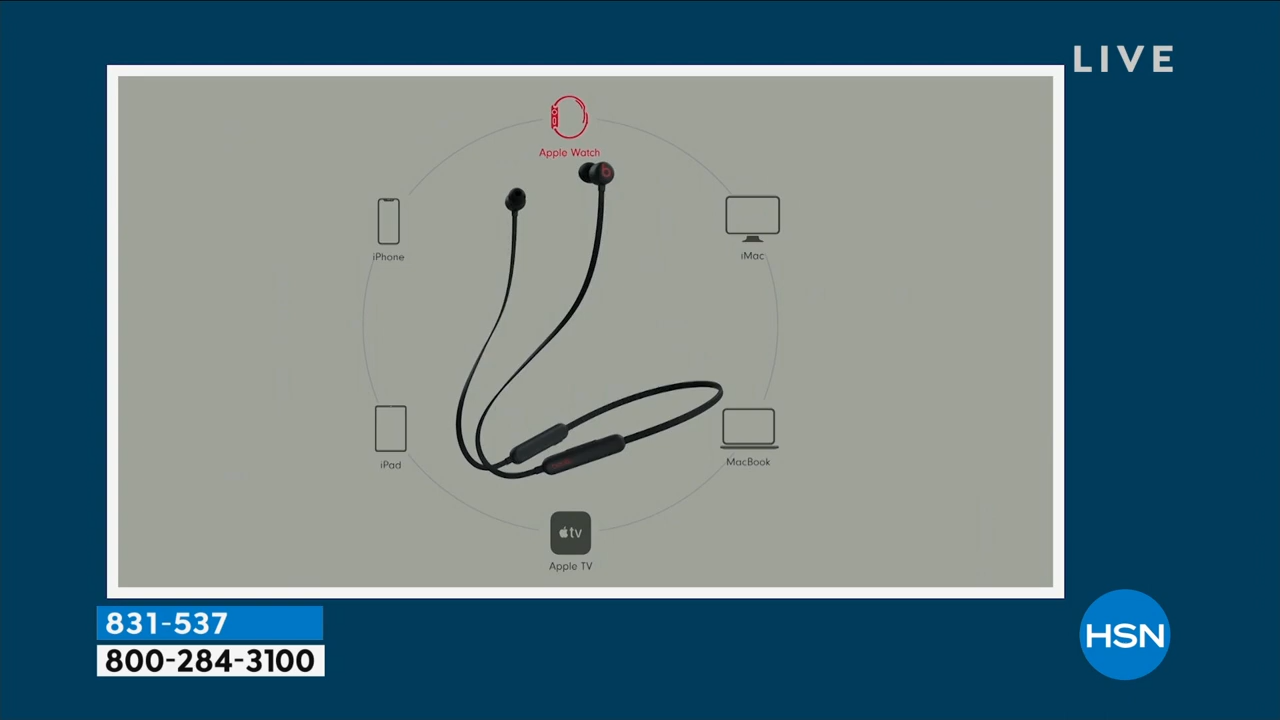 LIVE
Apple Watch
iPhone
iMac
iPad
MacBook
tv
Apple TV
831-537
800-284-3100
HSN